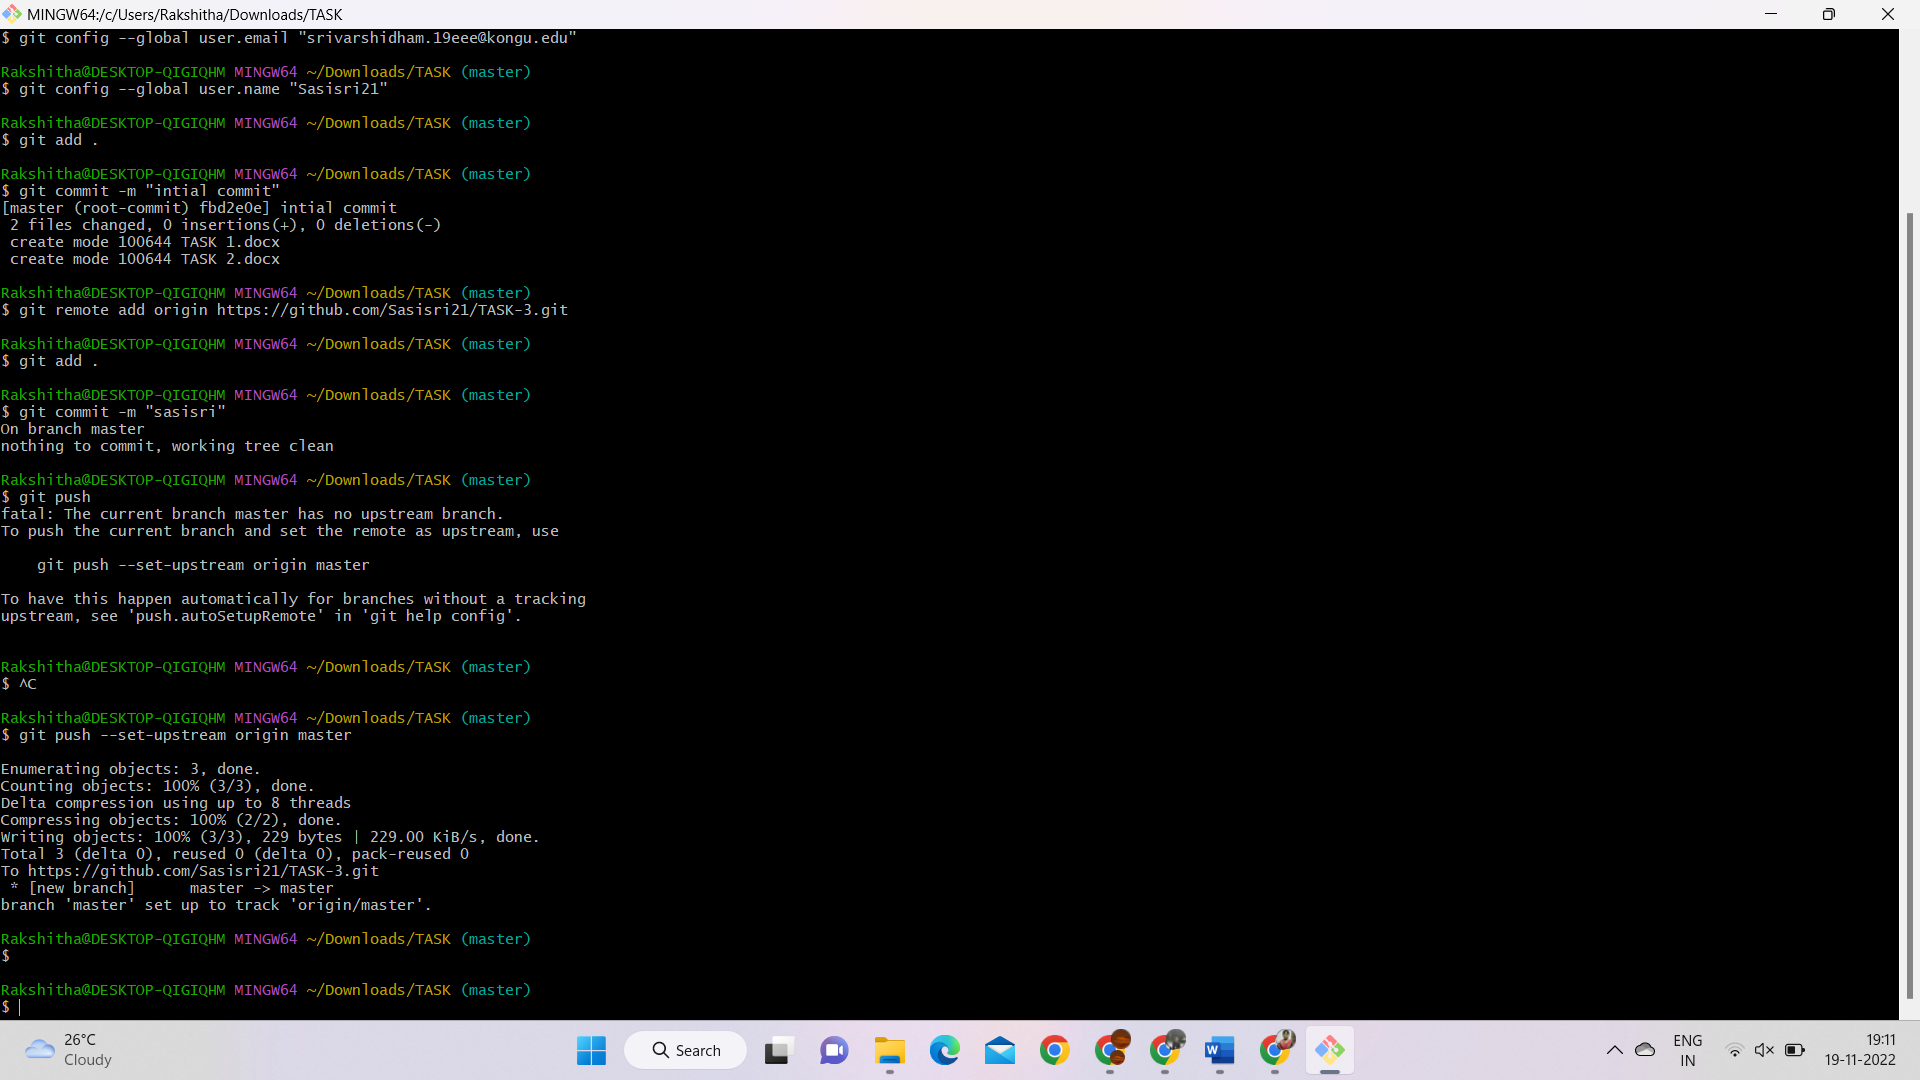 MINGW64:/c/Users/Rakshitha/Downloads/TASK
$ git config --global user.email "srivarshidham.19eee@kongu.edu"
Rakshitha@DESKTOP-QIGIQHM MINGW64 ~/Downloads/TASK (master)
$ git config --global user.name "Sasisri21"
Rakshitha@DESKTOP-QIGIQHM MINGW64 ~/Downloads/TASK (master)
$ git add .
Rakshitha@DESKTOP-QIGIQHM MINGW64 ~/Downloads/TASK (master)
$ git commit -m "intial commit"
[master (root-commit) fbd2e0e] intial commit
 2 files changed, 0 insertions(+), 0 deletions(-)
 create mode 100644 TASK 1.docx
 create mode 100644 TASK 2.docx
Rakshitha@DESKTOP-QIGIQHM MINGW64 ~/Downloads/TASK (master)
$ git remote add origin https://github.com/Sasisri21/TASK-3.git
Rakshitha@DESKTOP-QIGIQHM MINGW64 ~/Downloads/TASK (master)
$ git add .
Rakshitha@DESKTOP-QIGIQHM MINGW64 ~/Downloads/TASK (master)
$ git commit -m "sasisri"
On branch master
nothing to commit, working tree clean
Rakshitha@DESKTOP-QIGIQHM MINGW64 ~/Downloads/TASK (master)
$ git push
fatal: The current branch master has no upstream branch.
To push the current branch and set the remote as upstream, use
    git push --set-upstream origin master
To have this happen automatically for branches without a tracking
upstream, see 'push.autoSetupRemote' in 'git help config'.
Rakshitha@DESKTOP-QIGIQHM MINGW64 ~/Downloads/TASK (master)
$ ^C
Rakshitha@DESKTOP-QIGIQHM MINGW64 ~/Downloads/TASK (master)
$ git push --set-upstream origin master
Enumerating objects: 3, done.
Counting objects: 100% (3/3), done.
Delta compression using up to 8 threads
Compressing objects: 100% (2/2), done.
Writing objects: 100% (3/3), 229 bytes | 229.00 KiB/s, done.
Total 3 (delta 0), reused 0 (delta 0), pack-reused 0
To https://github.com/Sasisri21/TASK-3.git
 * [new branch]      master -> master
branch 'master' set up to track 'origin/master'.
Rakshitha@DESKTOP-QIGIQHM MINGW64 ~/Downloads/TASK (master)
$
Rakshitha@DESKTOP-QIGIQHM MINGW64 ~/Downloads/TASK (master)
$
26°C
Cloudy
Search
W
ENG
IN
19:11
19-11-2022